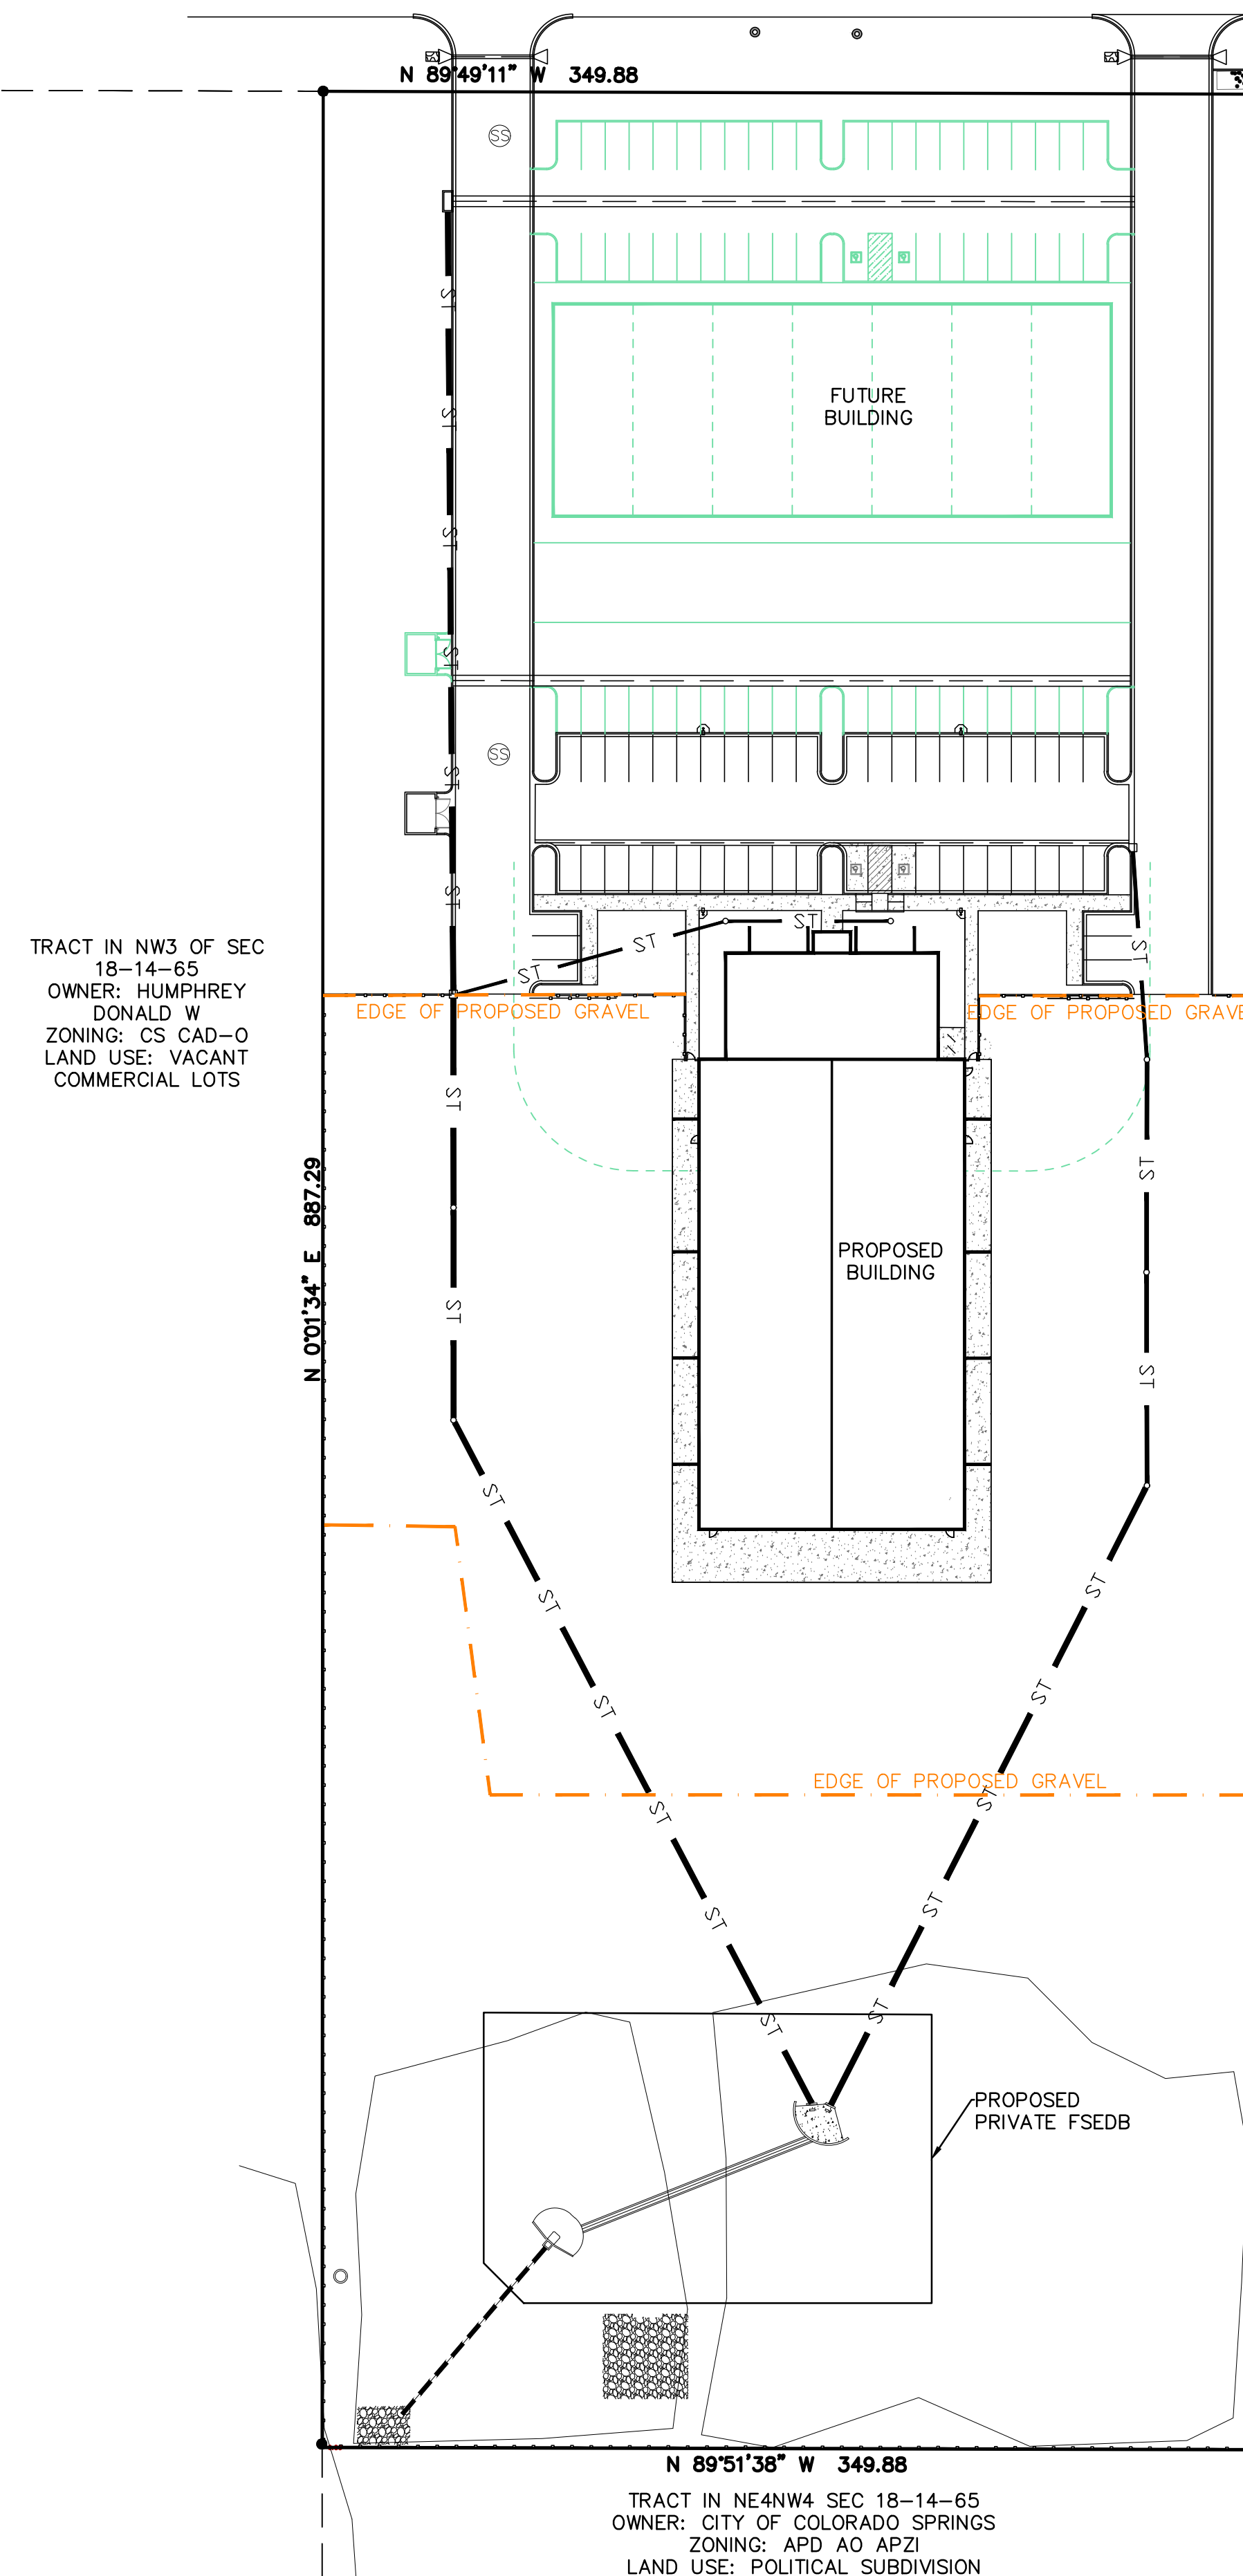 N 89°49'11" W 349.88
SS
ST
ST
ST
FUTURE
BUILDING
ST
SS
ST
ST
ST
ST
ST
ST
TRACT IN NW3 OF SEC
18-14-65
OWNER: HUMPHREY
DONALD W
ZONING: CS CAD-O
LAND USE: VACANT
COMMERCIAL LOTS
EDGE OF PROPOSED GRAVEL
EDGE OF PROPOSED GRAVE
ST
ST
N 0°01'34" E 887.29
PROPOSED
BUILDING
ST
ST
ST
ST
ST
ST
ST
EDGE OF PROPOSED GRAVEL
ST
ST
ST
ST
ST
ST
PROPOSED
PRIVATE FSEDB
N 89°51'38" W 349.88
TRACT IN NE4NW4 SEC 18-14-65
OWNER: CITY OF COLORADO SPRINGS
ZONING: APD AO APZI
LAND USE: POLITICAL SUBDIVISION